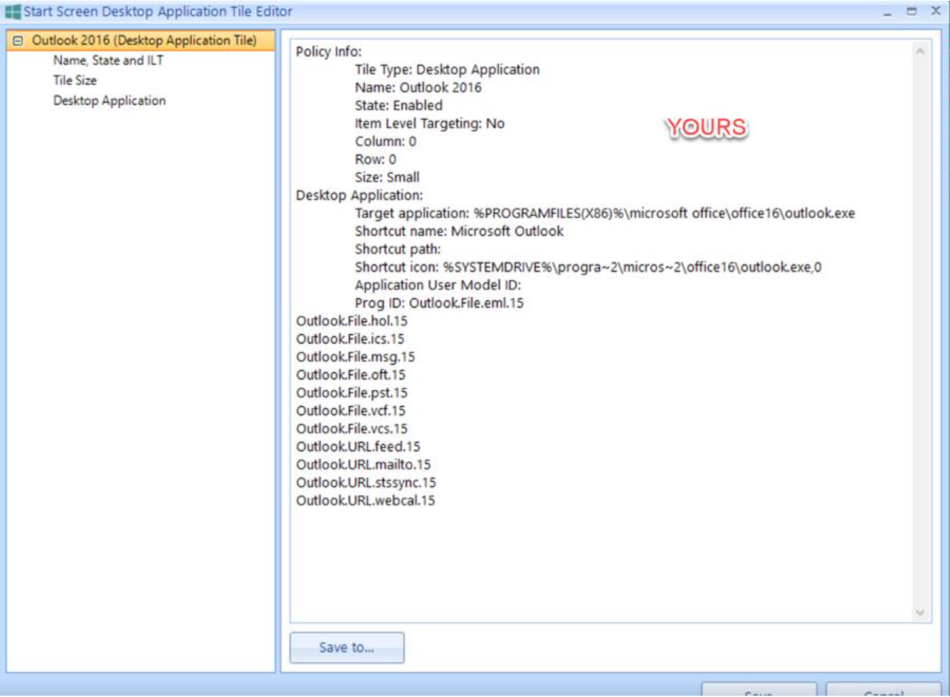 Start Screen Desktop Application Tile Editor
Outlook 2016 (Desktop Application Tile)
Name, State and ILT
Tile Size
Desktop Application
Policy Info:
Tile Type: Desktop Application
Name: Outlook 2016
State: Enabled
Item Level Targeting: No
YOURS
Column: 0
Row: 0
Size: Small
Desktop Application:
Target application: %PROGRAMFILES(X86)%\microsoft office\office16\outlook.exe
Shortcut name: Microsoft Outlook
Shortcut path:
Shortcut icon: %SYSTEMDRIVE%\progra~2\micros~2\office16\outlook.exe,0
Application User Model ID:
Prog ID: Outlook.File.eml.15
Outlook.File.hol.15
Outlook.File.ics.15
Outlook.File.msg.15
Outlook.File.oft.15
Outlook.File.pst.15
Outlook.File.vcf.15
Outlook.File.vcs.15
Outlook.URL.feed.15
Outlook.URL.mailto.15
Outlook.URL.stssync.15
Outlook.URL.webcal.15
Save to...
Save
Cancel